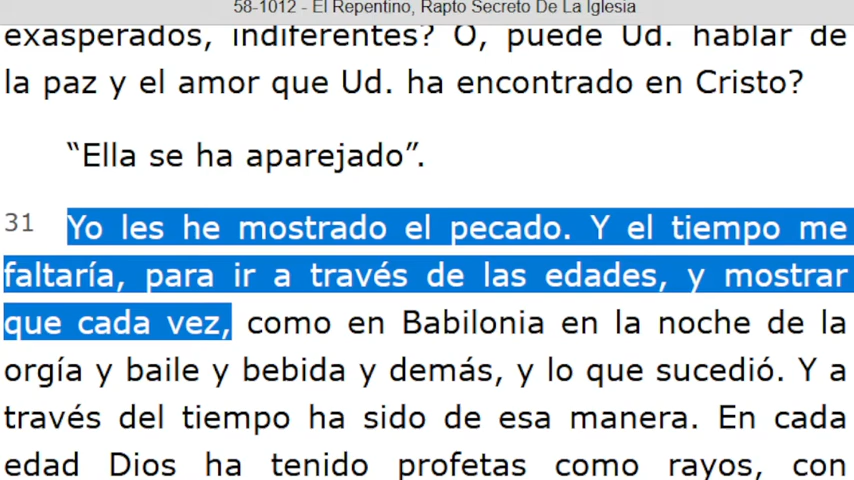 58-1012 - El Repentino, Rapto Secreto De La Iglesia
exasperados, indiferentes? O, puede Ud. hablar de
la paz y el amor que Ud. ha encontrado en Cristo?
“Ella se ha aparejado”.
31 Yo les he mostrado el pecado. Y el tiempo me
faltaría, para ir a través de las edades, y mostrar
que cada vez, como en Babilonia en la noche de la
orgía y baile y bebida y demás, y lo que sucedió. Y a
través del tiempo ha sido de esa manera. En cada
edad Dios ha tenido profetas como rayos, con